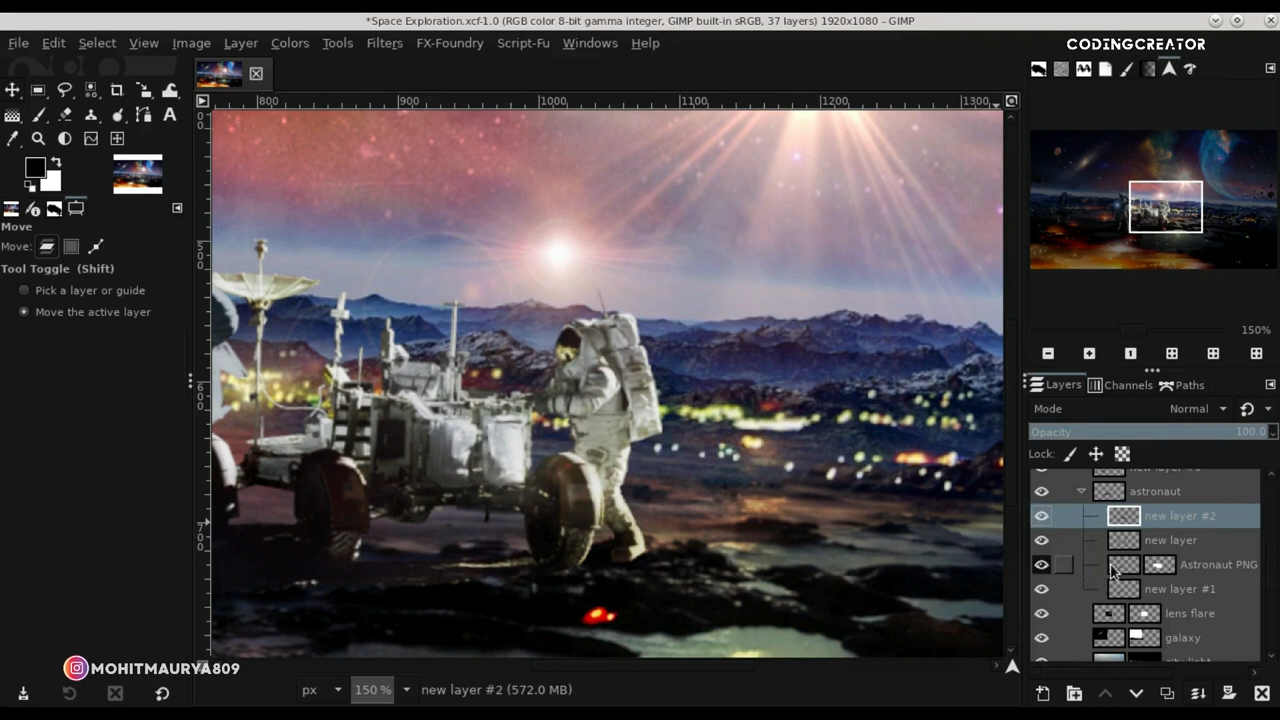 *Space Exploration.xcf-1.0 (RGB color 8-bit gamma integer, GIMP built-in sRGB, 37 layers) 1920x1080 – GIMP
File Edit Select View Image Layer Colors Tools Filters FX-Foundry Script-Fu Windows Help
CODINGCREATOR
800 900 1000 1100 1200 1300
500
600
700
Move
Move:
Tool Toggle (Shift)
Pick a layer or guide
Move the active layer
150%
Layers Channels Paths
Mode Normal
Opacity 100.0
Lock:
astronaut
new layer #2
new layer
Astronaut PNG
new layer #1
lens flare
galaxy
MOHITMAURYA809
px 150 % new layer #2 (572.0 MB)